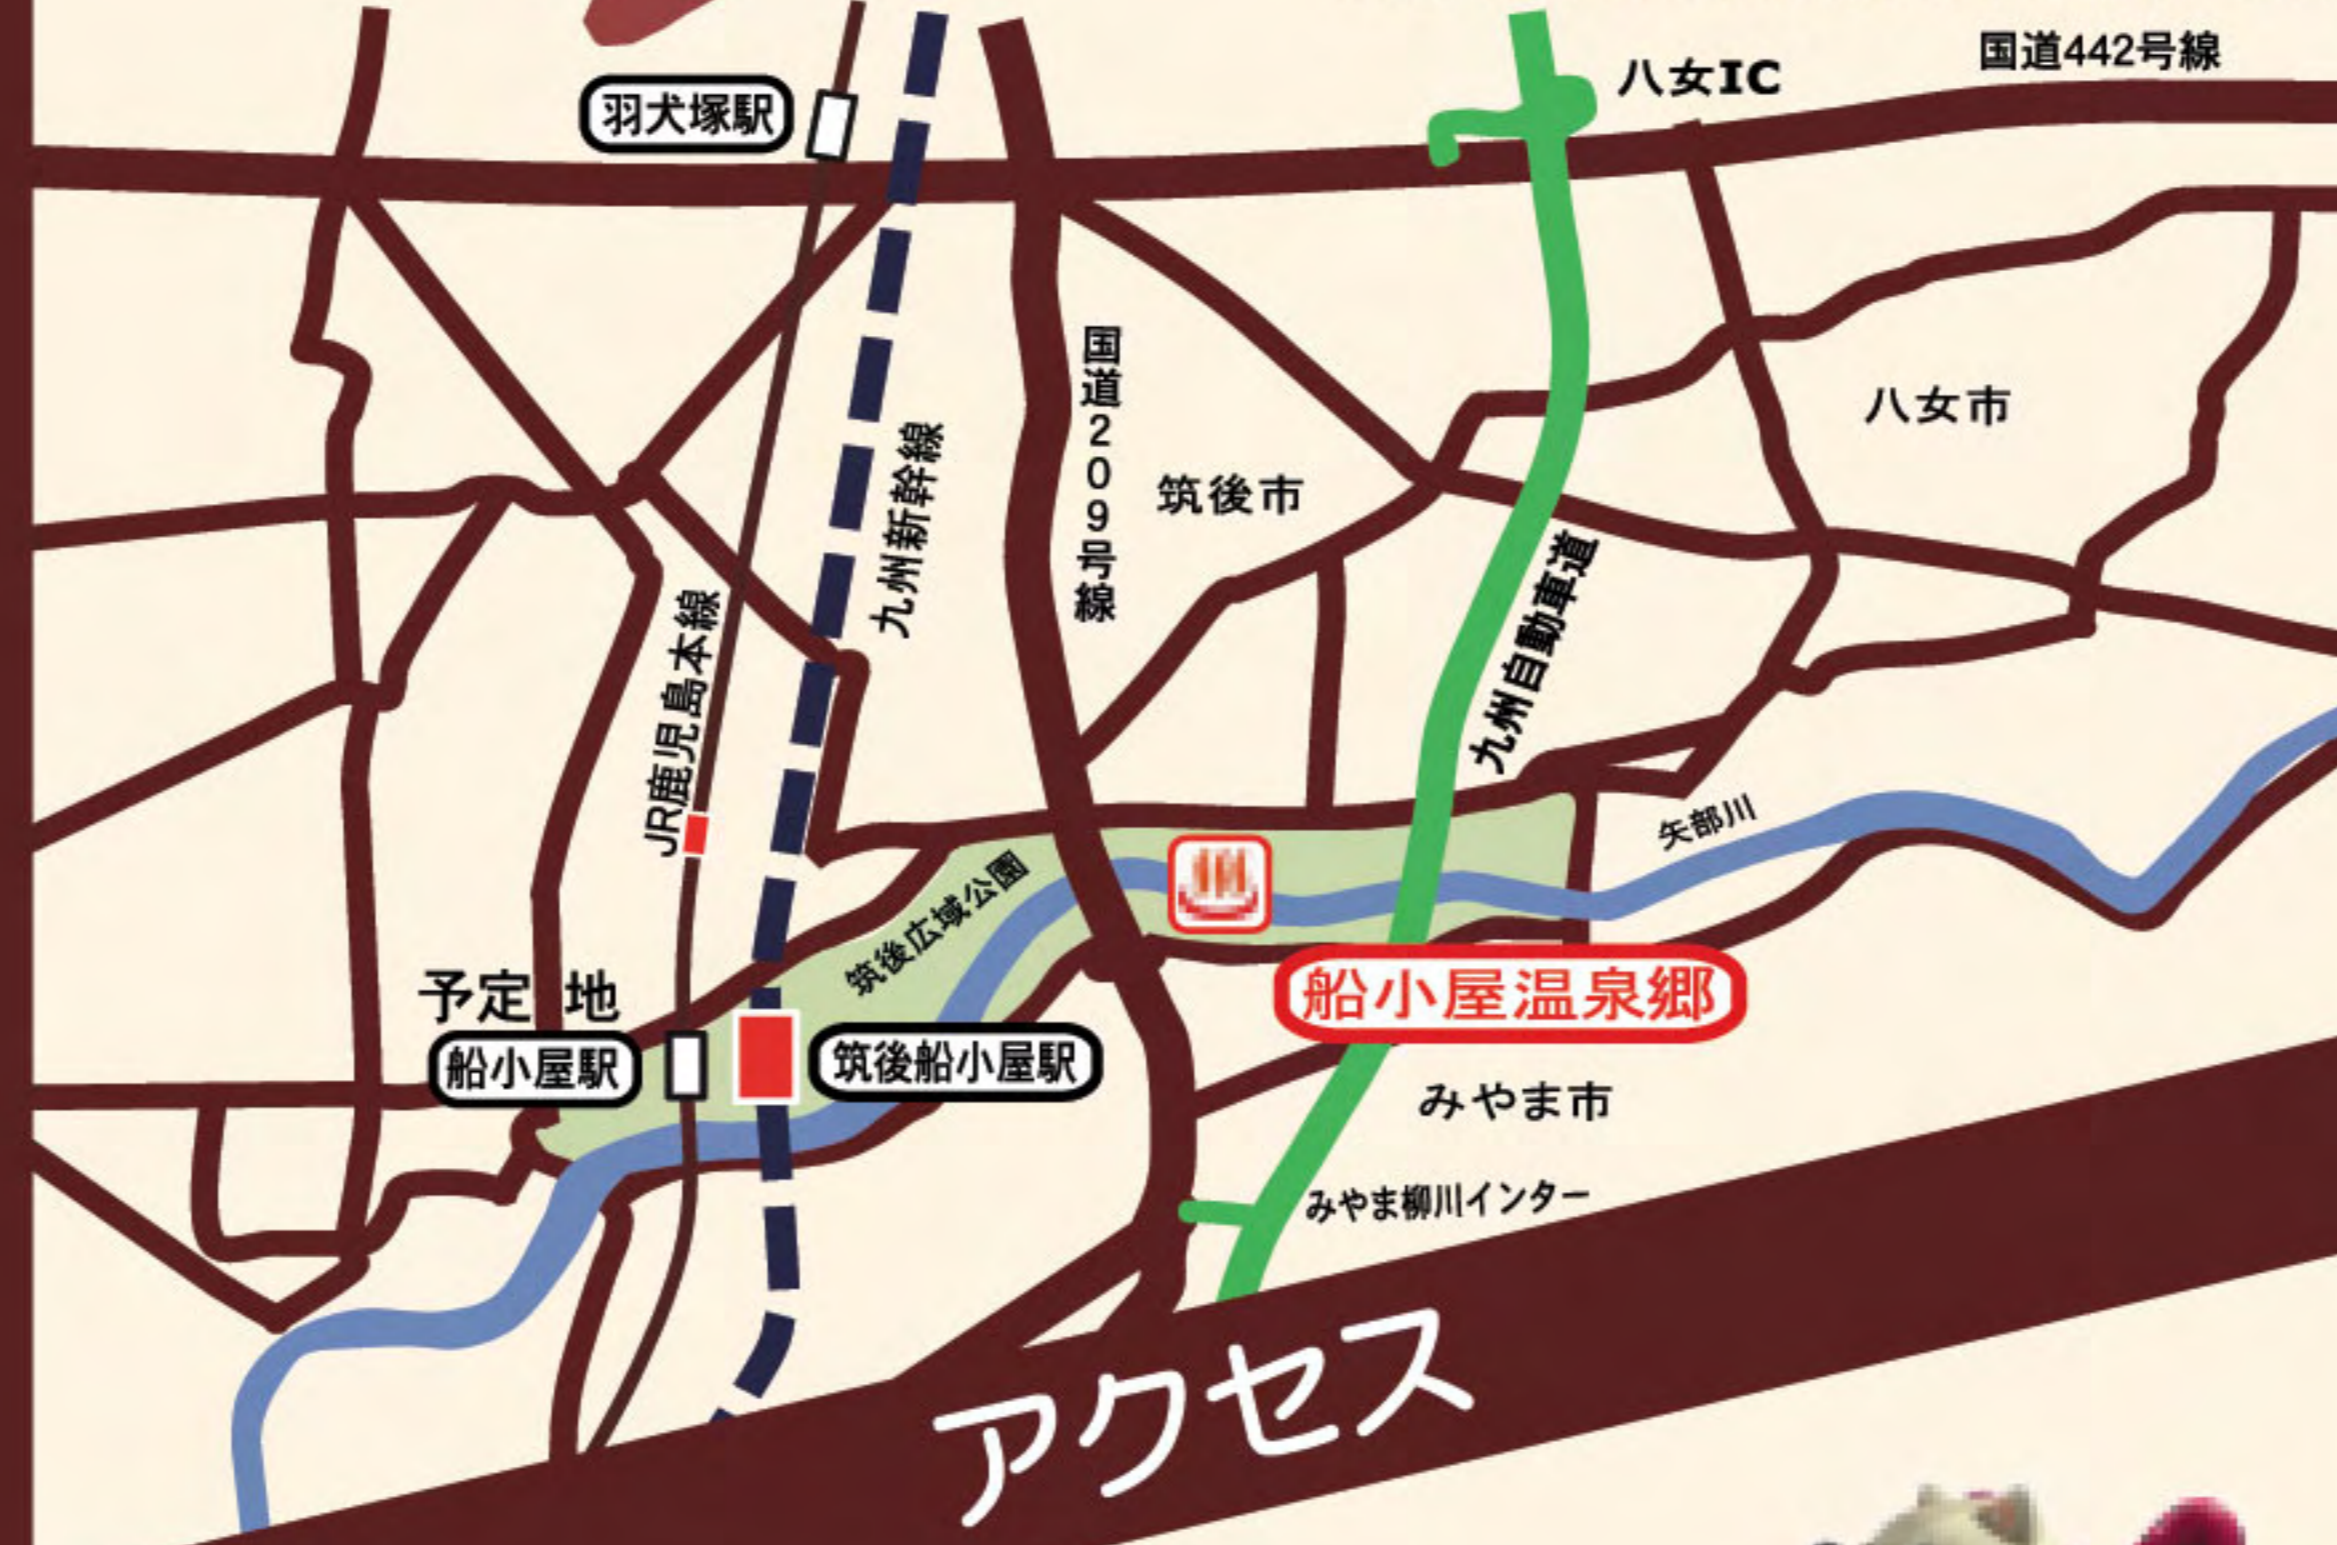 国道442号線
八女IC
羽犬塚駅
国道209号線
八女市
九州新幹線
筑後市
九州自動車道
JR鹿児島本線
矢部川
筑後広域公園
予定 地
船小屋温泉郷
船小屋駅
筑後船小屋駅
みやま市
みやま柳川インター
アクセス